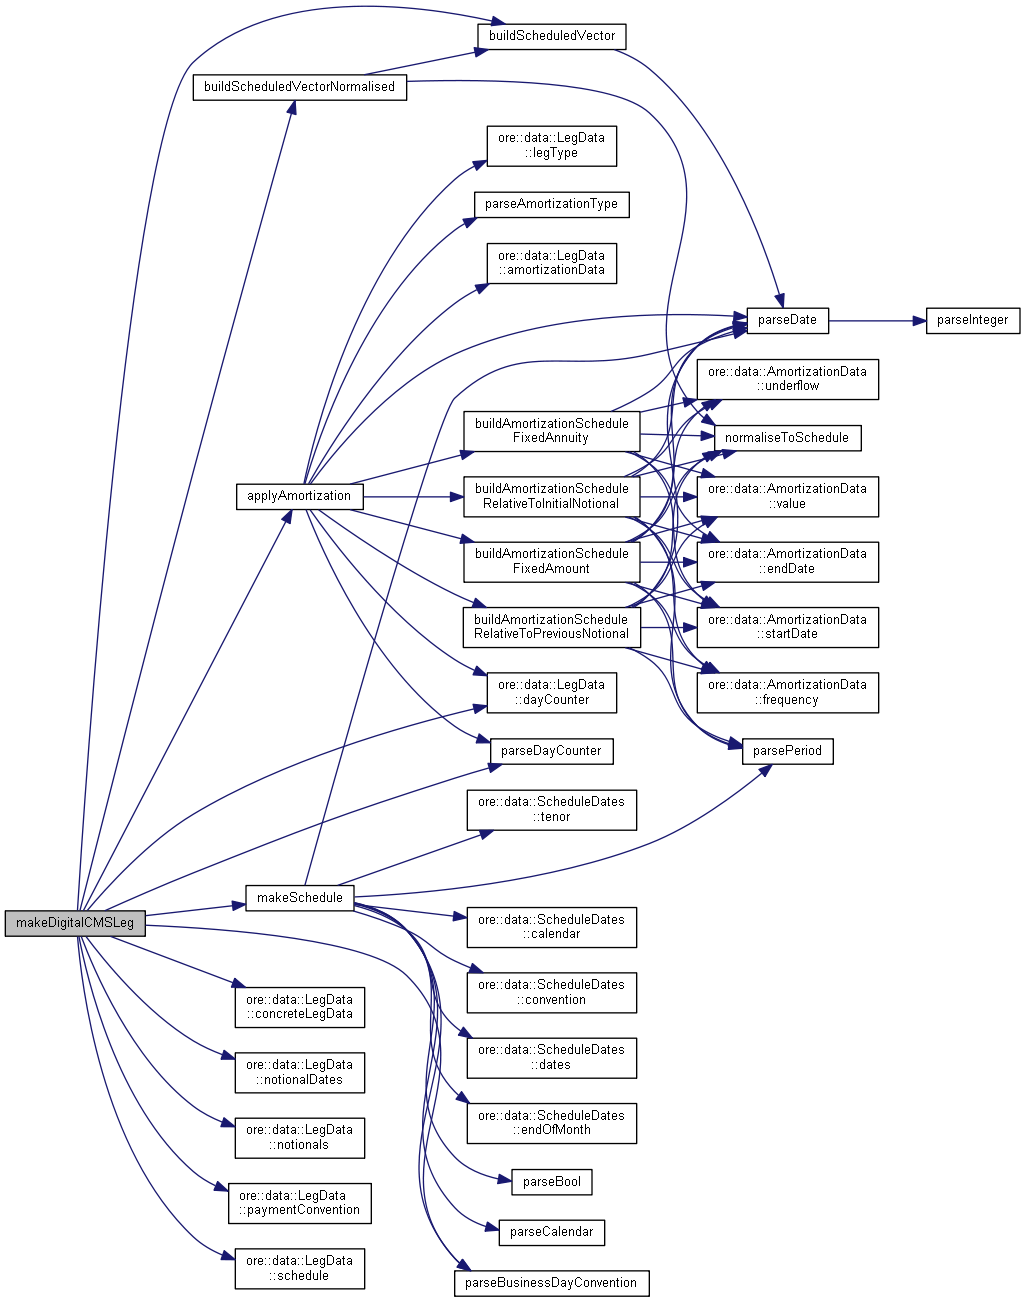 buildScheduledVector
buildScheduledVectorNormalised
ore::data::LegData
::legType
parseAmortizationType
ore::data::LegData
::amortizationData
parseDate
parseInteger
ore::data::AmortizationData
::underflow
buildAmortizationSchedule
FixedAnnuity
normaliseToSchedule
applyAmortization
buildAmortizationSchedule
RelativeToInitialNotional
ore::data::AmortizationData
::value
buildAmortizationSchedule
FixedAmount
ore::data::AmortizationData
::endDate
buildAmortizationSchedule
RelativeToPreviousNotional
ore::data::AmortizationData
::startDate
ore::data::LegData
::dayCounter
ore::data::AmortizationData
::frequency
parseDayCounter
parsePeriod
ore::data::ScheduleDates
::tenor
makeSchedule
makeDigitalCMSLeg
ore::data::ScheduleDates
::calendar
ore::data::ScheduleDates
::convention
ore::data::LegData
::concreteLegData
ore::data::ScheduleDates
::dates
ore::data::LegData
::notionalDates
ore::data::ScheduleDates
::endOfMonth
ore::data::LegData
::notionals
parseBool
ore::data::LegData
::paymentConvention
parseCalendar
ore::data::LegData
::schedule
parseBusinessDayConvention